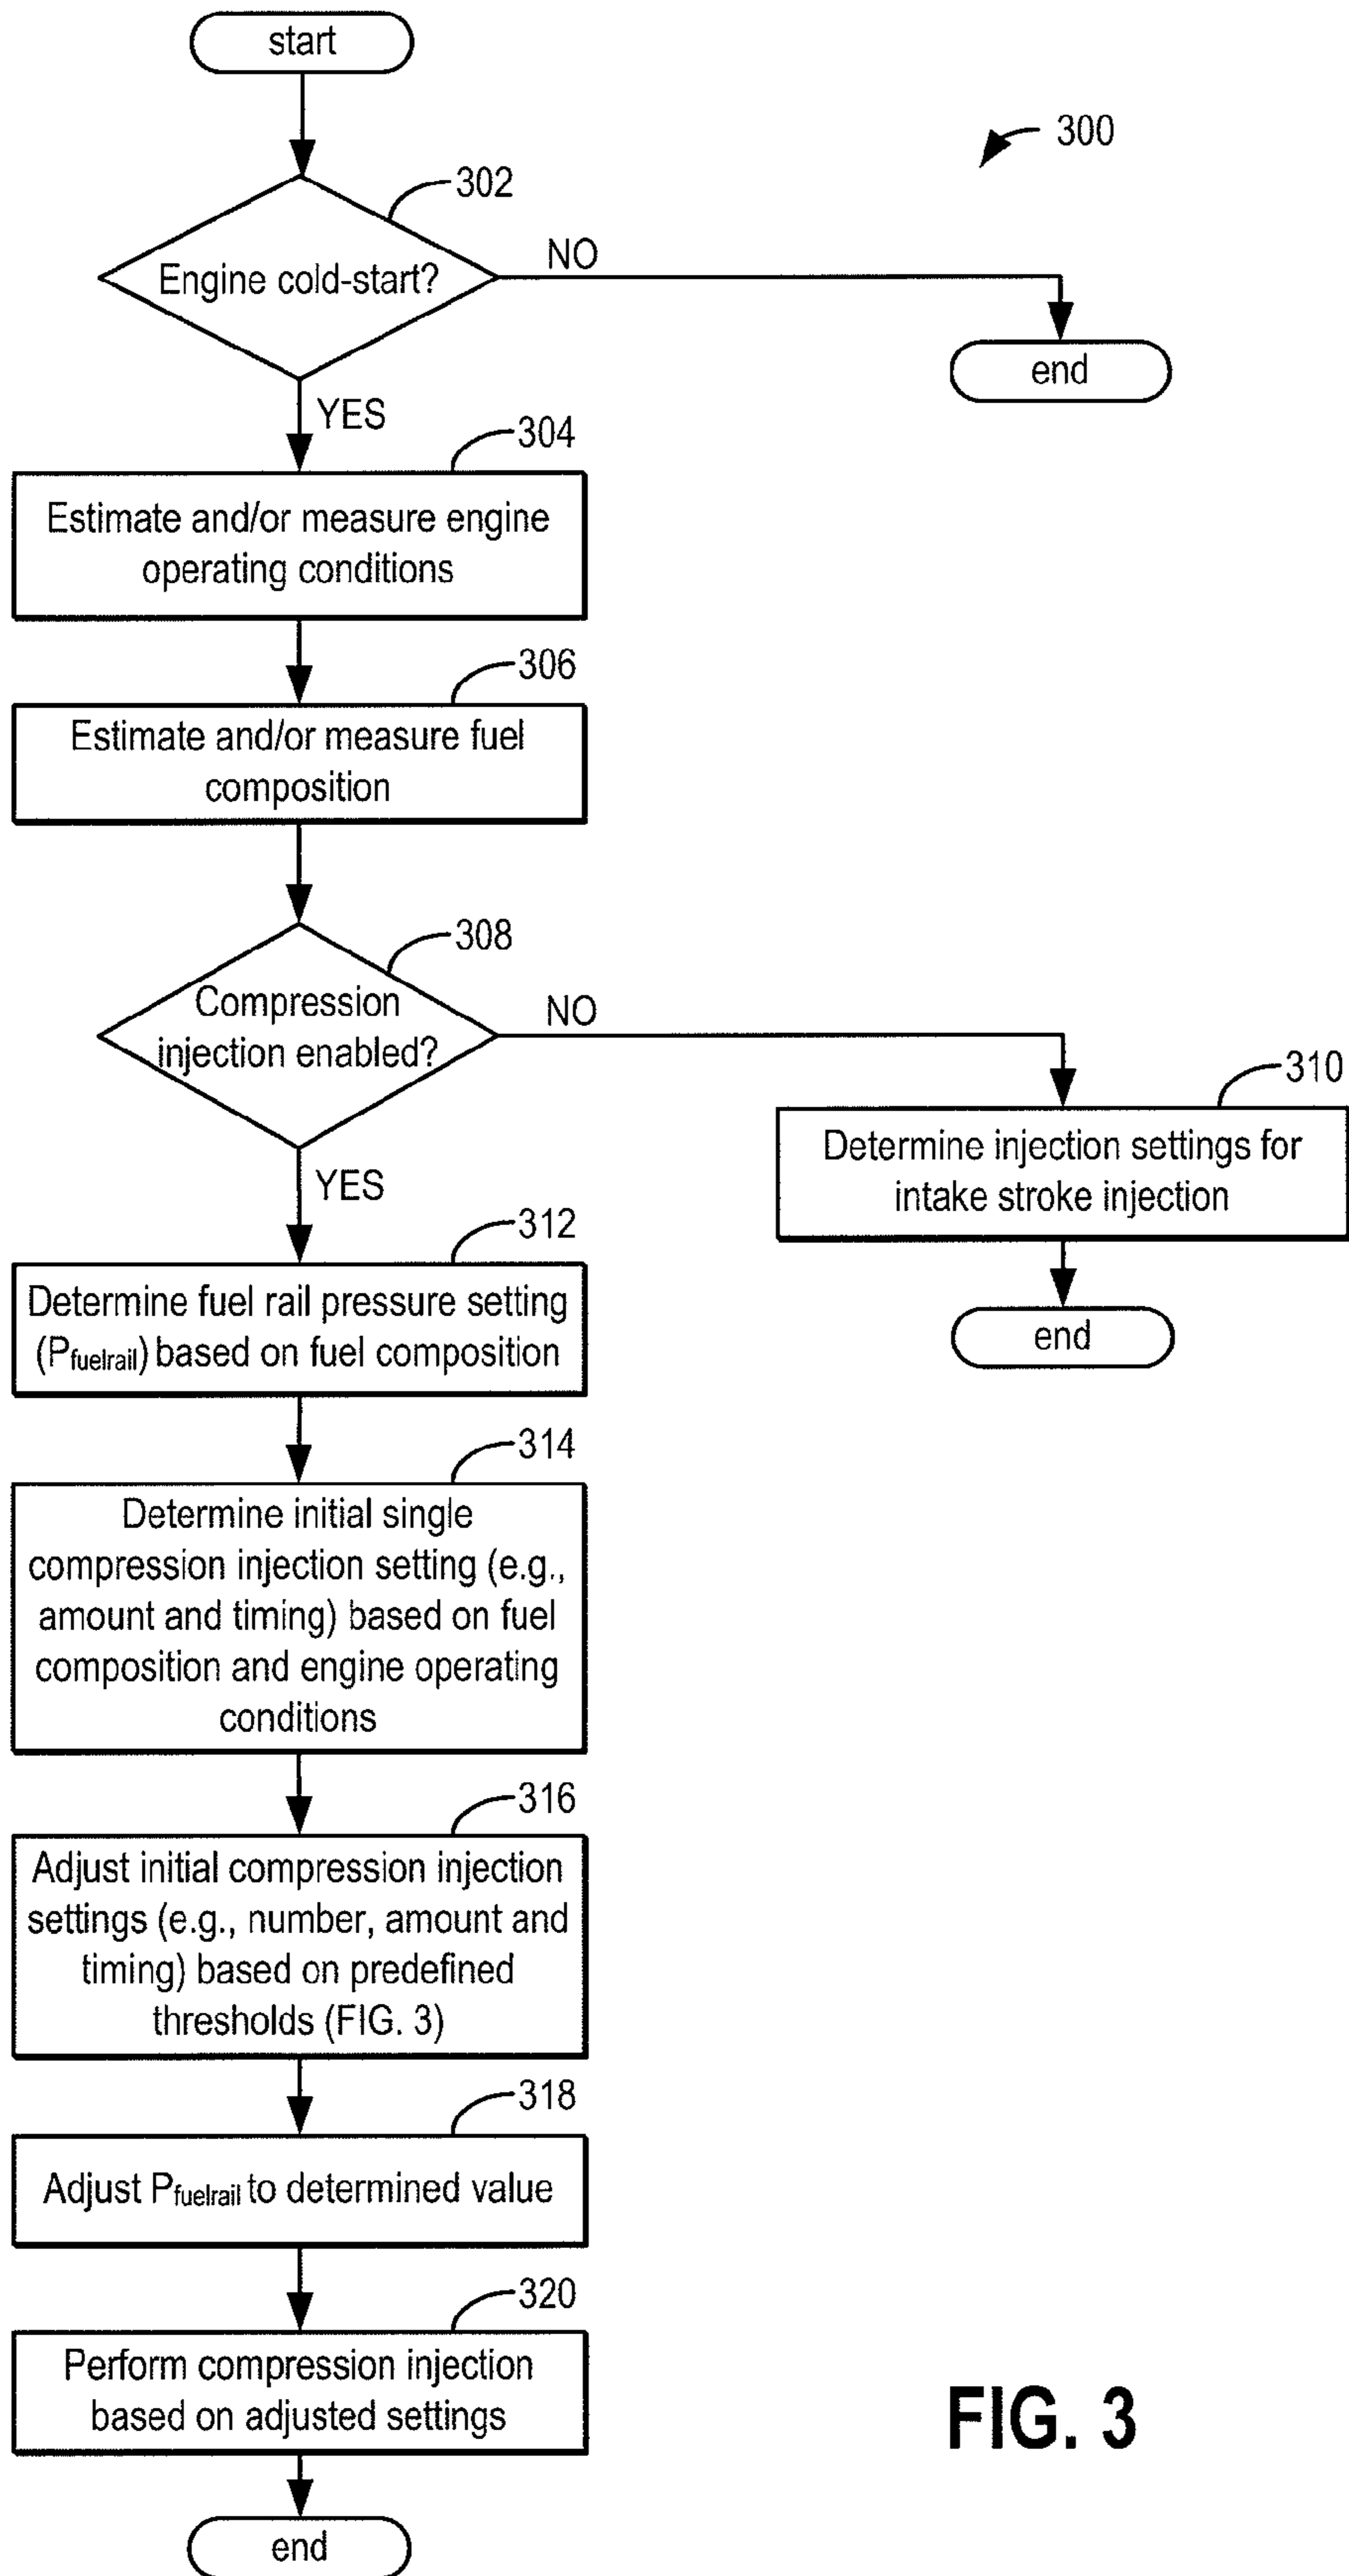 start
300
302
Engine cold-start?
NO
end
YES
304
Estimate and/or measure engine
operating conditions
306
Estimate and/or measure fuel
composition
308
Compression
injection enabled?
NO
310
Determine injection settings for
intake stroke injection
end
YES
312
Determine fuel rail pressure setting
(Pfuelrail) based on fuel composition
314
Determine initial single
compression injection setting (e.g.,
amount and timing) based on fuel
composition and engine operating
conditions
316
Adjust initial compression injection
settings (e.g., number, amount and
timing) based on predefined
thresholds (FIG. 3)
318
Adjust Pfuelrail to determined value
320
Perform compression injection
based on adjusted settings
end
FIG. 3